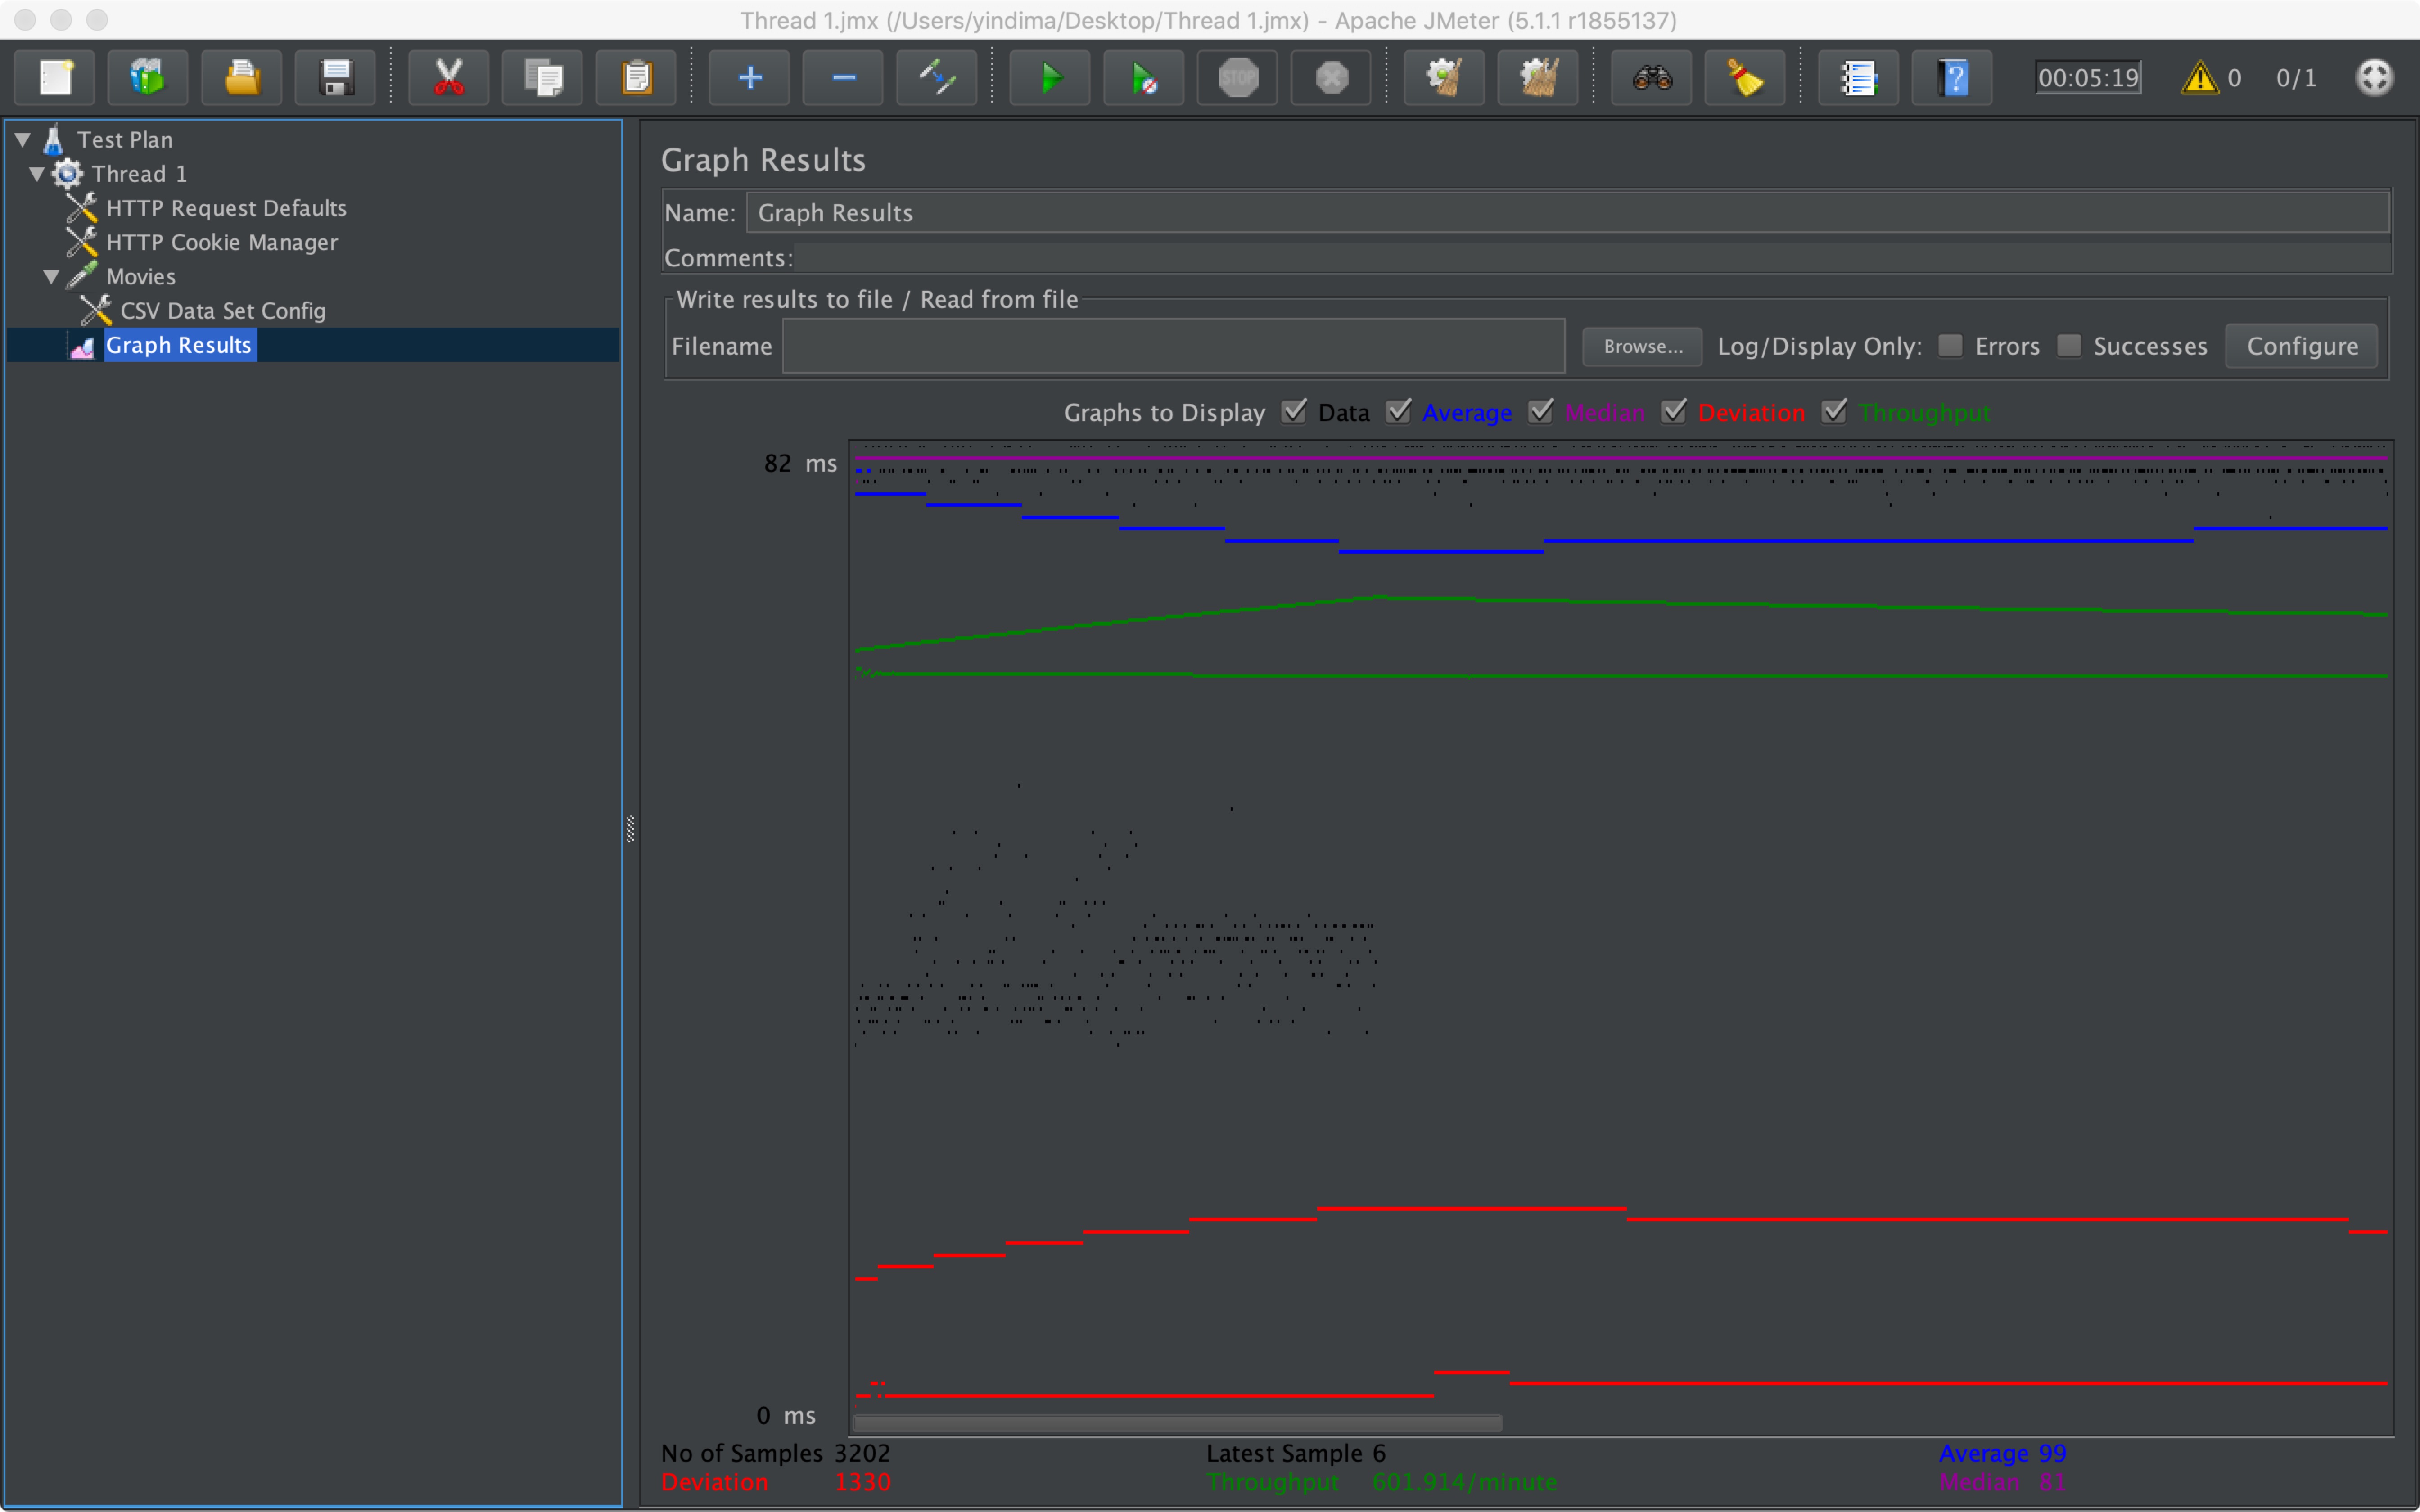 Thread 1.jmx (/Users/yindima/Desktop/Thread 1.jmx) - Apache JMeter (5.1.1 r1855137)
STOP
00:05:19 0 0/1
Test Plan
Thread 1
HTTP Request Defaults
HTTP Cookie Manager
Movies
CSV Data Set Config
Graph Results
Graph Results
Name: Graph Results
Comments:
Write results to file / Read from file
Filename Browse... Log/Display Only: Errors Successes Configure
Graphs to Display Data Average Median Deviation Throughput
82 ms
0 ms
No of Samples 3202 Latest Sample 6 Average 99
Deviation 1330 Throughput 601.914/minute Median 81